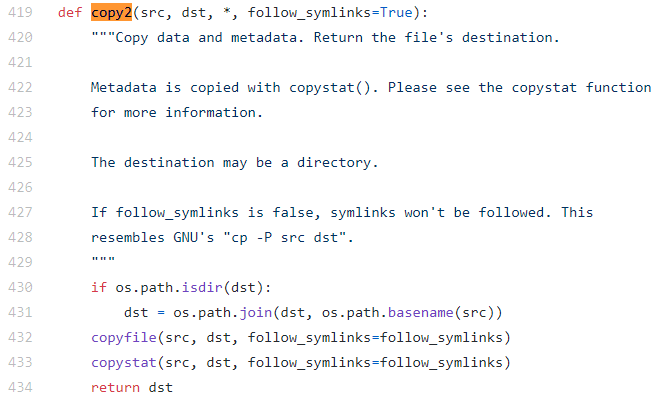 419 def copy2(src, dst, *, follow_symlinks=True):
420     """Copy data and metadata. Return the file's destination.
421
422     Metadata is copied with copystat(). Please see the copystat function
423     for more information.
424
425     The destination may be a directory.
426
427     If follow_symlinks is false, symlinks won't be followed. This
428     resembles GNU's "cp -P src dst".
429     """
430     if os.path.isdir(dst):
431         dst = os.path.join(dst, os.path.basename(src))
432     copyfile(src, dst, follow_symlinks=follow_symlinks)
433     copystat(src, dst, follow_symlinks=follow_symlinks)
434     return dst